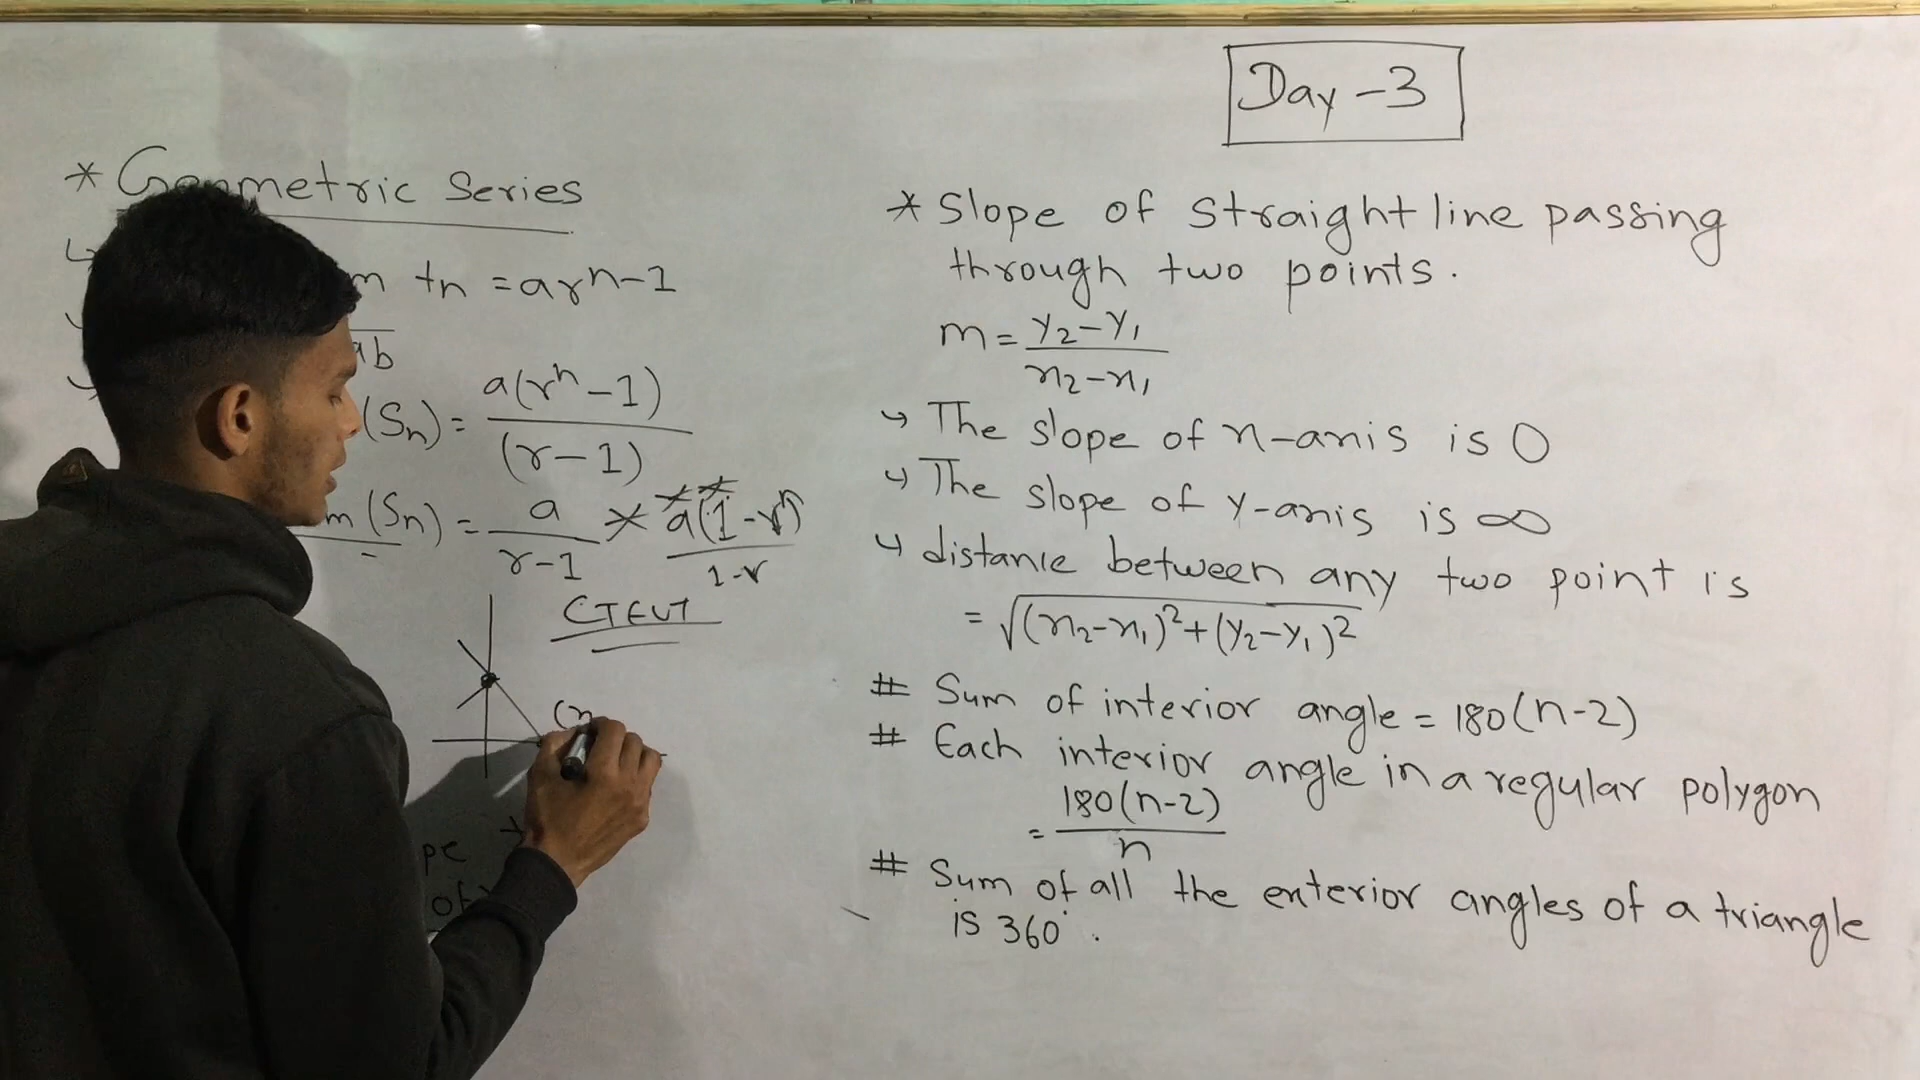 Day-3
* Geometric Series
tn = ar^n-1
ab
(Sn) = a(r^n-1)/(r-1)
(Sn) = a/r-1 * a(1-r^n)/1-r
CTEVT
(x
pe
of
* Slope of straight line passing
through two points.
m = y2-y1/x2-x1
↳ The slope of x-axis is 0
↳ The slope of y-axis is ∞
↳ distance between any two point is
= √(x2-x1)²+(y2-y1)²
# Sum of interior angle = 180(n-2)
# Each interior angle in a regular polygon
= 180(n-2)/n
# Sum of all the exterior angles of a triangle
is 360°.